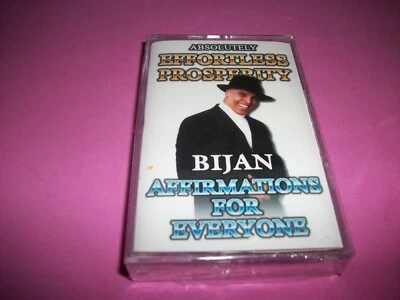 ABSOLUTELY
EFFORTLESS
PROSPERITY
BIJAN
AFFIRMATIONS
FOR
EVERYONE